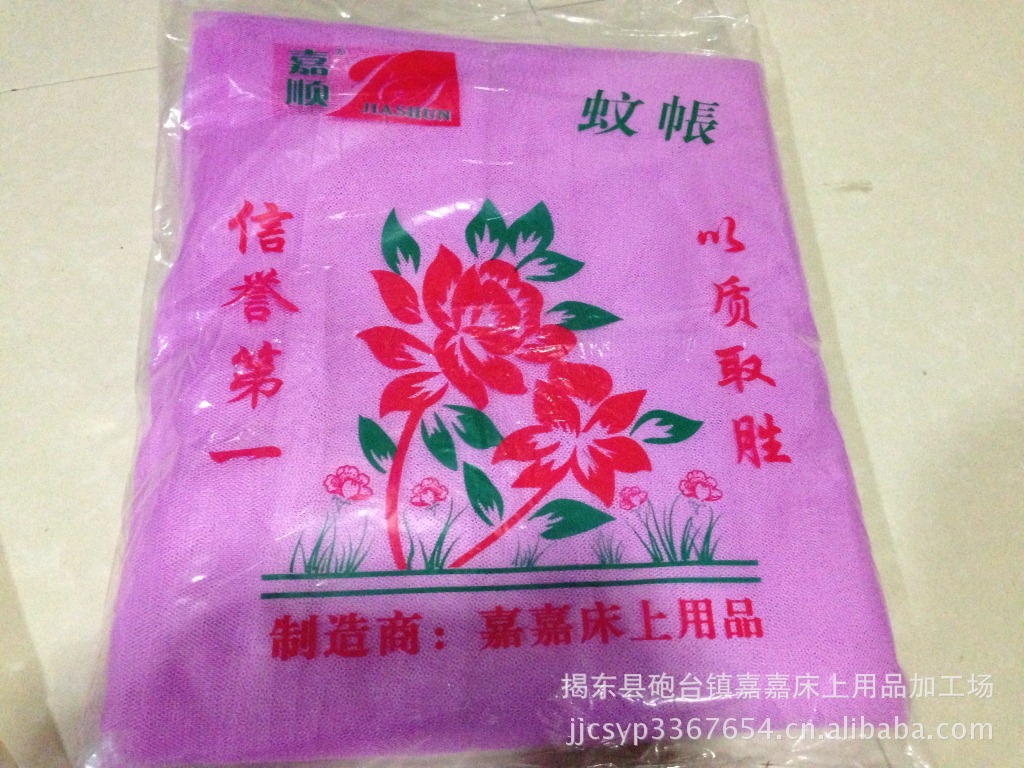 嘉顺®
JIASHUN
蚊帳
信誉第一
以质取胜
制造商：嘉嘉床上用品
揭东县砲台镇嘉嘉床上用品加工场
jjcsyp3367654.cn.alibaba.com